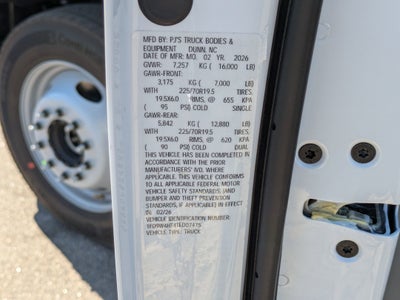 MFD BY: PJ'S TRUCK BODIES &
EQUIPMENT DUNAL NC
DATE OF MFD: MO. 02 YR. 2026
GVWR: 7,257 KG ( 16,000 LB)
GAWR-FRONT:
3,175 KG ( 7,000 LB)
WITH 225/70R19.5 TIRES,
19.5X6.0 RIMS, @ 655 KPA
( 95 PSI) COLD SINGLE
GAWR-REAR:
5,842 KG ( 12,880 LB)
WITH 225/70R19.5 TIRES,
19.5X6.0 RIMS, @ 620 KPA
( 90 PSI) COLD DUAL
THIS VEHICLE HAS BEEN COMPLETED
IN ACCORDANCE WITH THE PRIOR
MANUFACTURERS' IVD, WHERE
APPLICABLE. THIS VEHICLE CONFORMS
TO ALL APPLICABLE FEDERAL MOTOR
VEHICLE SAFETY STANDARDS, [AND
BUMPER AND THEFT PREVENTION
STANDARDS, IF APPLICABLE] IN EFFECT
IN 02/26
VEHICLE IDENTIFICATION NUMBER:
VEHICLE TYPE: TRUCK